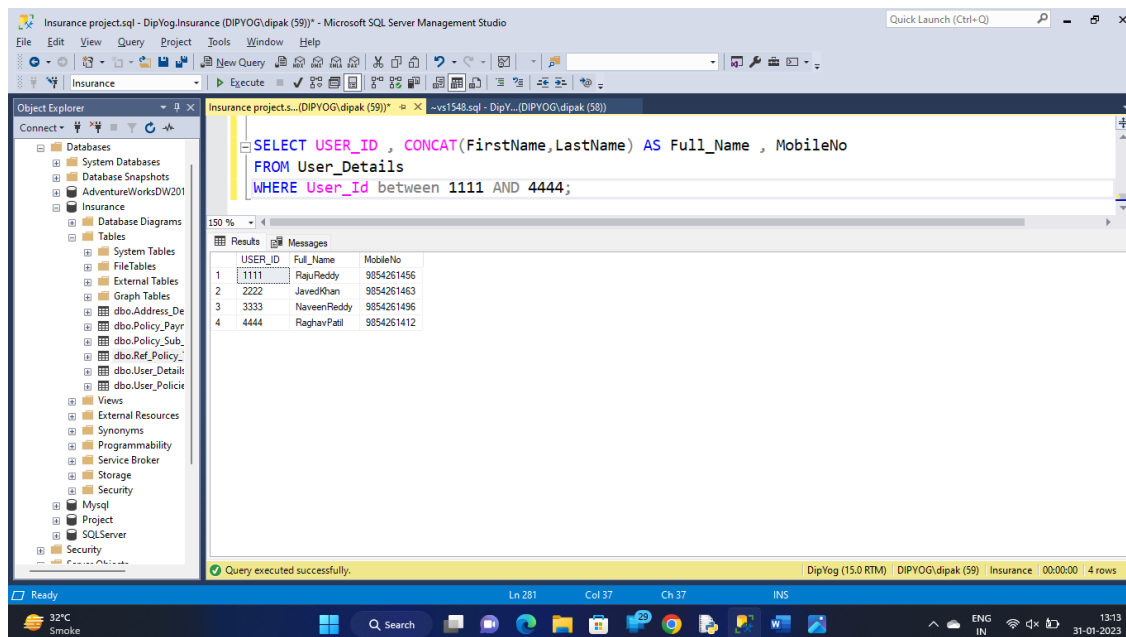 Insurance project.sql - DipYog.Insurance (DIPYOG\dipak (59))* - Microsoft SQL Server Management Studio
Quick Launch (Ctrl+Q)
File Edit View Query Project Tools Window Help
New Query
Insurance
Execute
Object Explorer
Insurance project.s...(DIPYOG\dipak (59))*
~vs1548.sql - DipY...(DIPYOG\dipak (58))
Connect
Databases
System Databases
Database Snapshots
AdventureWorksDW201
Insurance
Database Diagrams
Tables
System Tables
FileTables
External Tables
Graph Tables
dbo.Address_De
dbo.Policy_Payr
dbo.Policy_Sub_
dbo.Ref_Policy_
dbo.User_Details
dbo.User_Policie
Views
External Resources
Synonyms
Programmability
Service Broker
Storage
Security
Mysql
Project
SQLServer
Security
SELECT USER_ID , CONCAT(FirstName,LastName) AS Full_Name , MobileNo
FROM User_Details
WHERE User_Id between 1111 AND 4444;
150 %
Results Messages
USER_ID Full_Name MobileNo
1 1111 RajuReddy 9854261456
2 2222 JavedKhan 9854261463
3 3333 NaveenReddy 9854261496
4 4444 RaghavPatil 9854261412
Query executed successfully.
DipYog (15.0 RTM) DIPYOG\dipak (59) Insurance 00:00:00 4 rows
Ready Ln 281 Col 37 Ch 37 INS
32°C
Smoke
Search
29
ENG
IN
13:13
31-01-2023